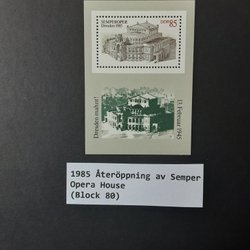 SEMPEROPER
Dresden 1985
DDR 85
Dresden mahnt!
13. Februar 1945
1985 Återöppning av Semper
Opera House
(Block 80)